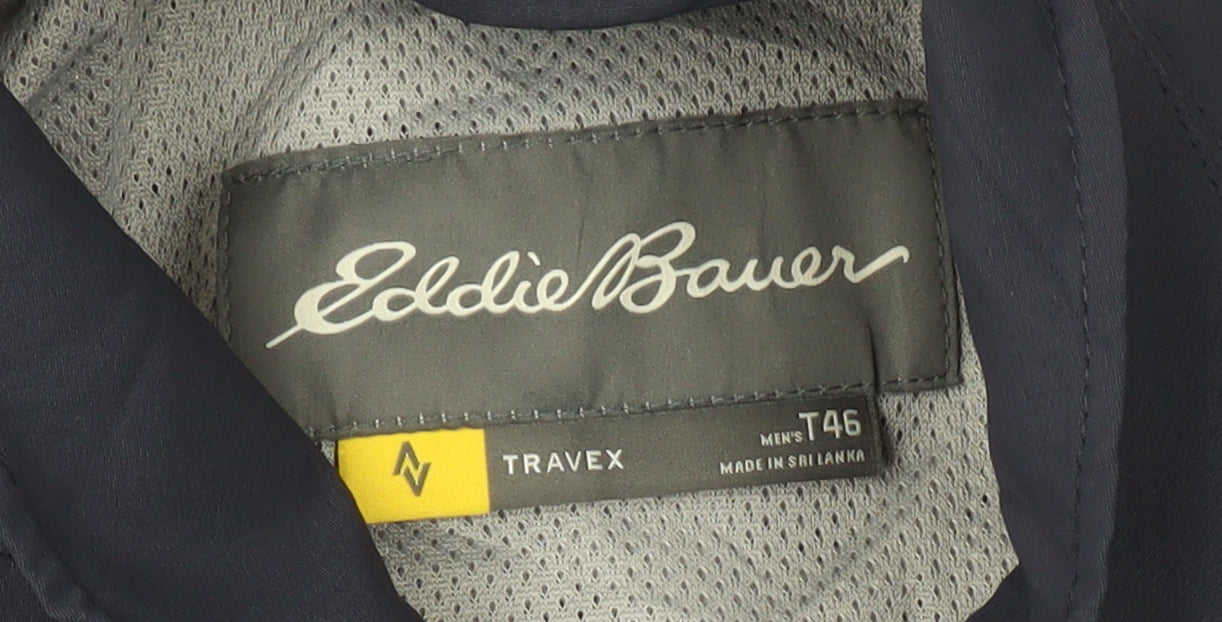 Eddie Bauer
TRAVEX
MEN'S T46
MADE IN SRI LANKA